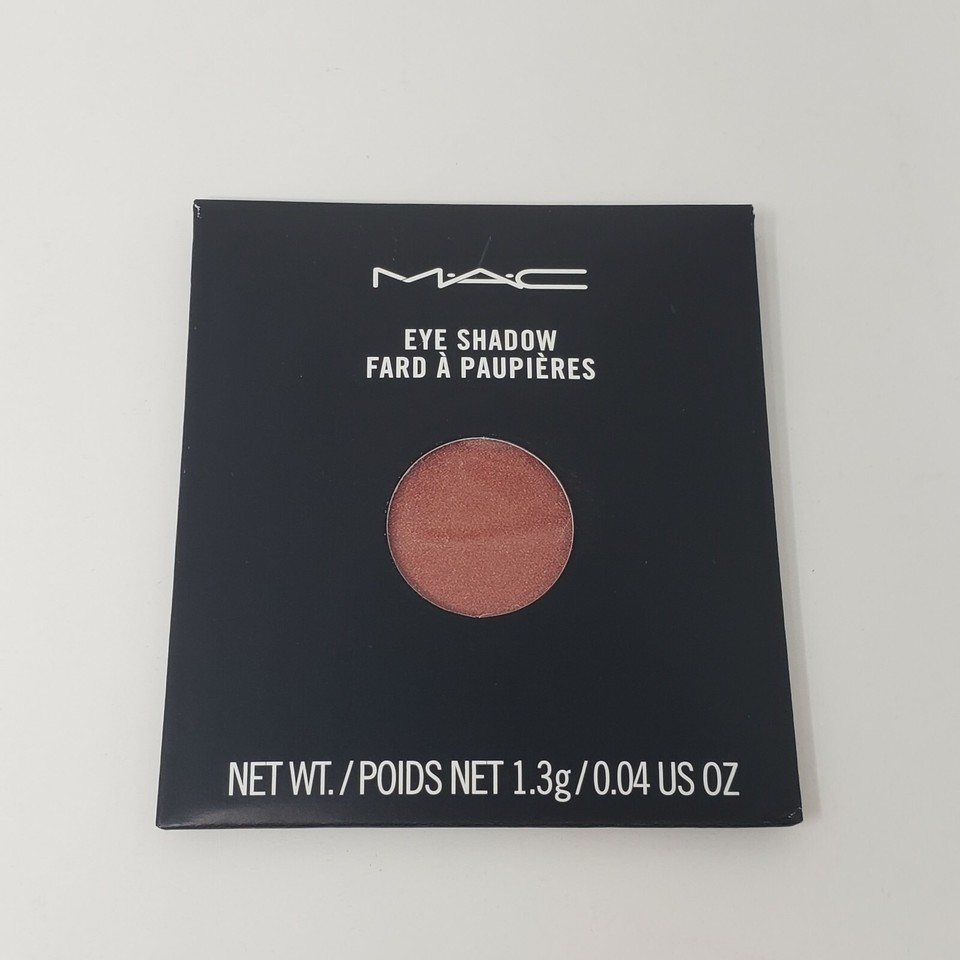 M·A·C
EYE SHADOW
FARD À PAUPIÈRES
NET WT. / POIDS NET 1.3g / 0.04 US OZ